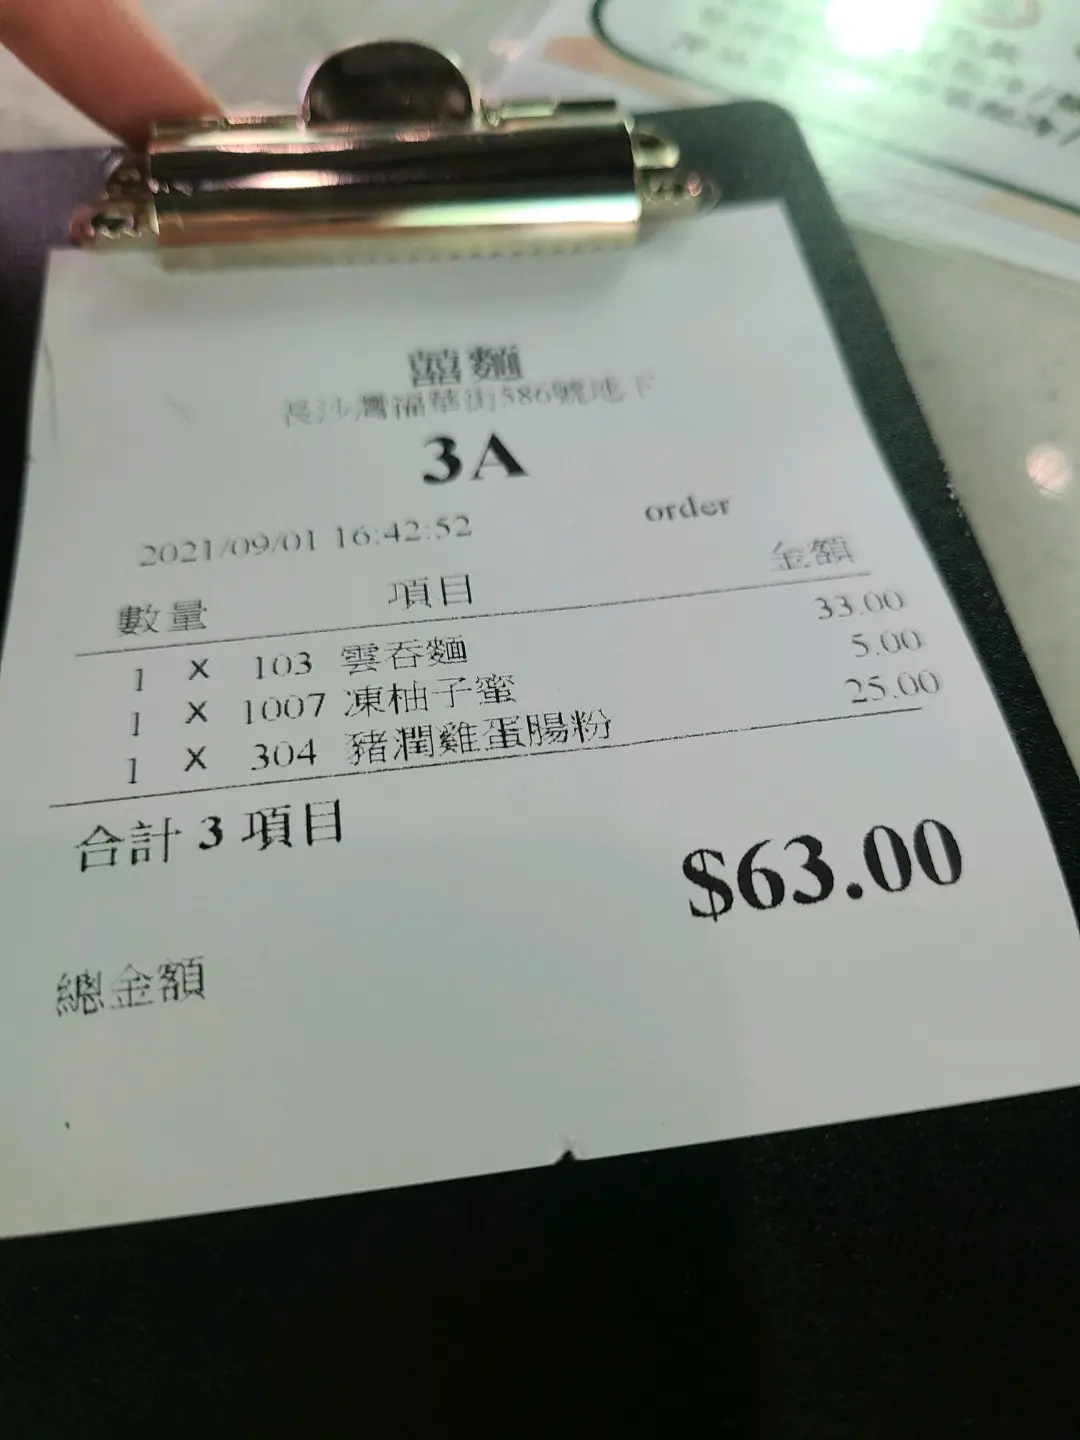 囍麵
長沙灣福華街586號地下
3A
2021/09/01 16:42:52 order
數量 項目 金額
1 X 103 雲吞麵 33.00
1 X 1007 凍柚子蜜 5.00
1 X 304 豬潤雞蛋腸粉 25.00
合計 3 項目
$63.00
總金額